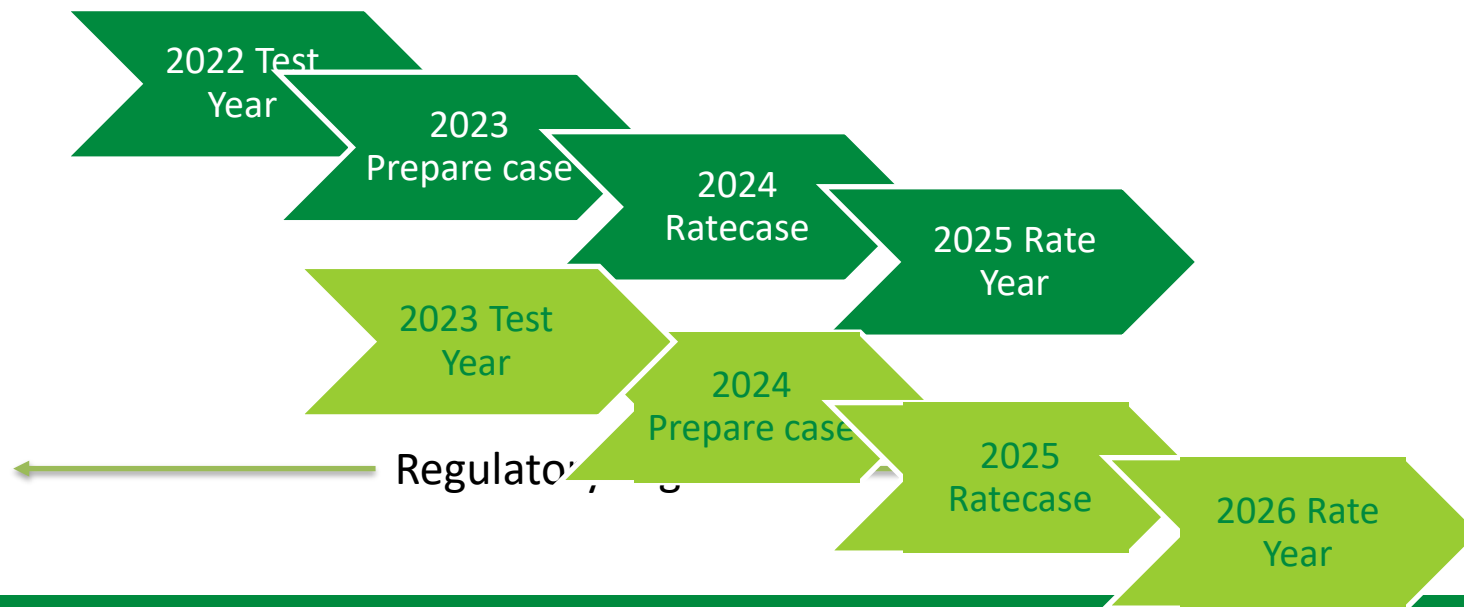 2022 Test
Year
2023
Prepare case
2024
Ratecase
2025 Rate
Year
2023 Test
Year
2024
Prepare case
2025
Ratecase
2026 Rate
Year